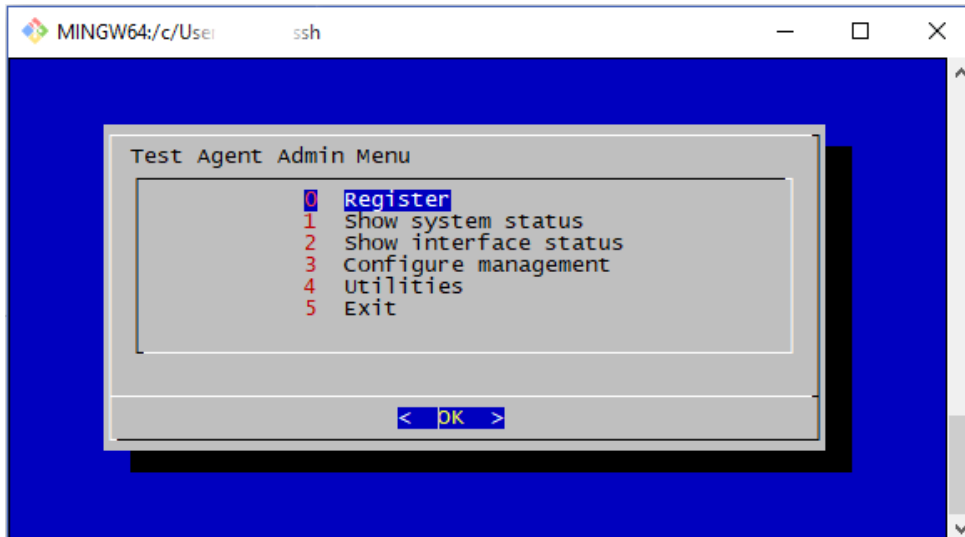 MINGW64:/c/User ssh
Test Agent Admin Menu
0 Register
1 Show system status
2 Show interface status
3 Configure management
4 Utilities
5 Exit
< OK >